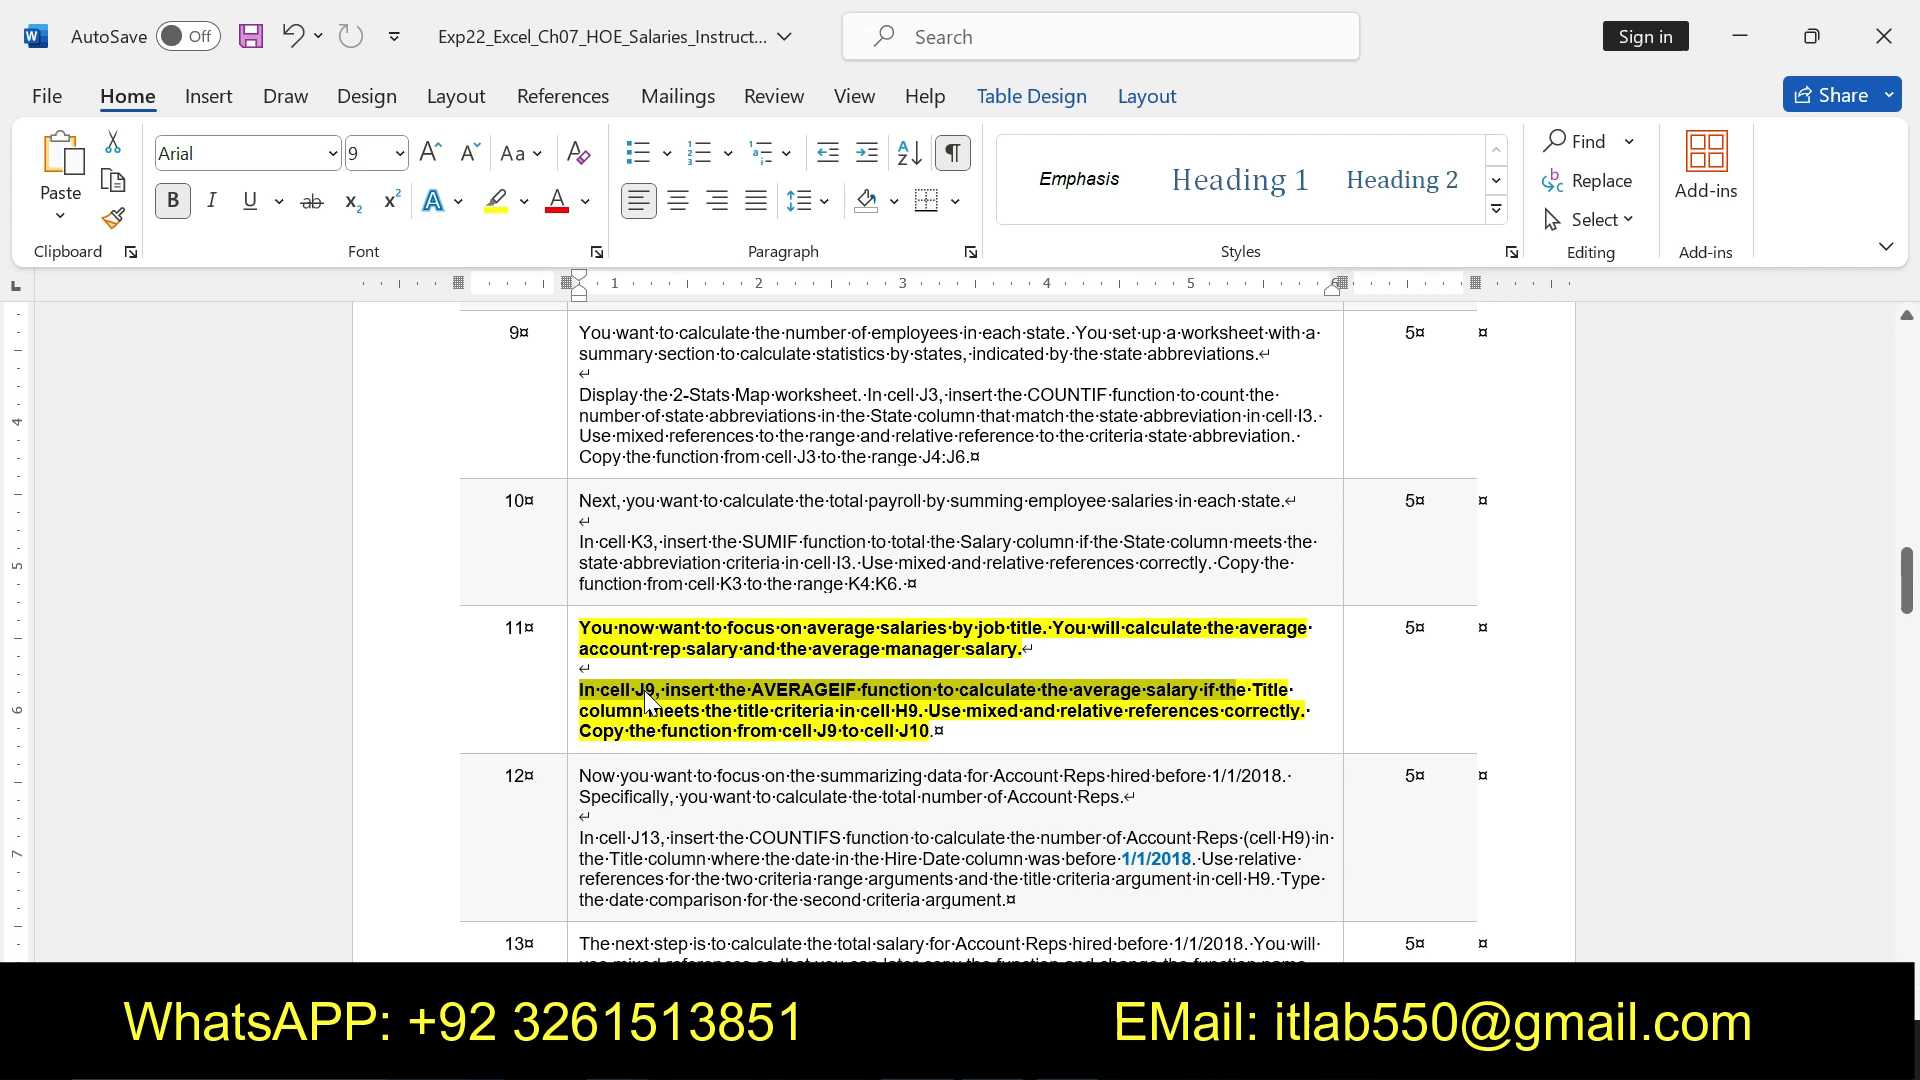 AutoSave Off Exp22_Excel_Ch07_HOE_Salaries_Instruct... Search Sign in
File Home Insert Draw Design Layout References Mailings Review View Help Table Design Layout Share
Paste
Clipboard
Arial 9 Aa
B I U ab x₂ x² A A
Font
Paragraph
Emphasis Heading 1 Heading 2
Styles
Find
Replace
Select
Editing
Add-ins
Add-ins
1 2 3 4 5 6
4
5
6
7
9¤ You·want·to·calculate·the·number·of·employees·in·each·state.·You·set·up·a·worksheet·with·a· 5¤ ¤
summary·section·to·calculate·statistics·by·states,·indicated·by·the·state·abbreviations.↵
↵
Display·the·2-Stats·Map·worksheet.·In·cell·J3,·insert·the·COUNTIF·function·to·count·the·
number·of·state·abbreviations·in·the·State·column·that·match·the·state·abbreviation·in·cell·I3.·
Use·mixed·references·to·the·range·and·relative·reference·to·the·criteria·state·abbreviation.·
Copy·the·function·from·cell·J3·to·the·range·J4:J6.¤
10¤ Next,·you·want·to·calculate·the·total·payroll·by·summing·employee·salaries·in·each·state.↵ 5¤ ¤
↵
In·cell·K3,·insert·the·SUMIF·function·to·total·the·Salary·column·if·the·State·column·meets·the·
state·abbreviation·criteria·in·cell·I3.·Use·mixed·and·relative·references·correctly.·Copy·the·
function·from·cell·K3·to·the·range·K4:K6.·¤
11¤ You·now·want·to·focus·on·average·salaries·by·job·title.·You·will·calculate·the·average· 5¤ ¤
account·rep·salary·and·the·average·manager·salary.↵
↵
In·cell·J9,·insert·the·AVERAGEIF·function·to·calculate·the·average·salary·if·the·Title·
column·meets·the·title·criteria·in·cell·H9.·Use·mixed·and·relative·references·correctly.·
Copy·the·function·from·cell·J9·to·cell·J10.¤
12¤ Now·you·want·to·focus·on·the·summarizing·data·for·Account·Reps·hired·before·1/1/2018.· 5¤ ¤
Specifically,·you·want·to·calculate·the·total·number·of·Account·Reps.↵
↵
In·cell·J13,·insert·the·COUNTIFS·function·to·calculate·the·number·of·Account·Reps·(cell·H9)·in·
the·Title·column·where·the·date·in·the·Hire·Date·column·was·before·1/1/2018.·Use·relative·
references·for·the·two·criteria·range·arguments·and·the·title·criteria·argument·in·cell·H9.·Type·
the·date·comparison·for·the·second·criteria·argument.¤
13¤ The·next·step·is·to·calculate·the·total·salary·for·Account·Reps·hired·before·1/1/2018.·You·will· 5¤ ¤
WhatsAPP: +92 3261513851 EMail: itlab550@gmail.com